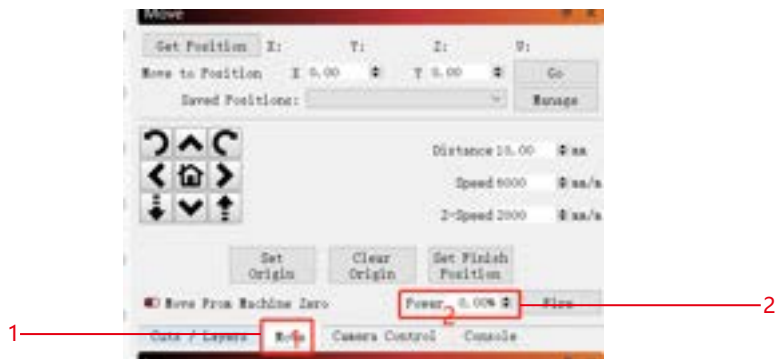 Move
Get Position X: Y: Z: U:
Move to Position X 0.00 Y 0.00 Go
Saved Positions: Manage
Distance 10.00 mm
Speed 6000 mm/m
Z-Speed 2000 mm/m
Set Origin Clear Origin Set Finish Position
Move From Machine Zero Power 0.00% Fire
2
2
1
Cuts / Layers Move Camera Control Console
1